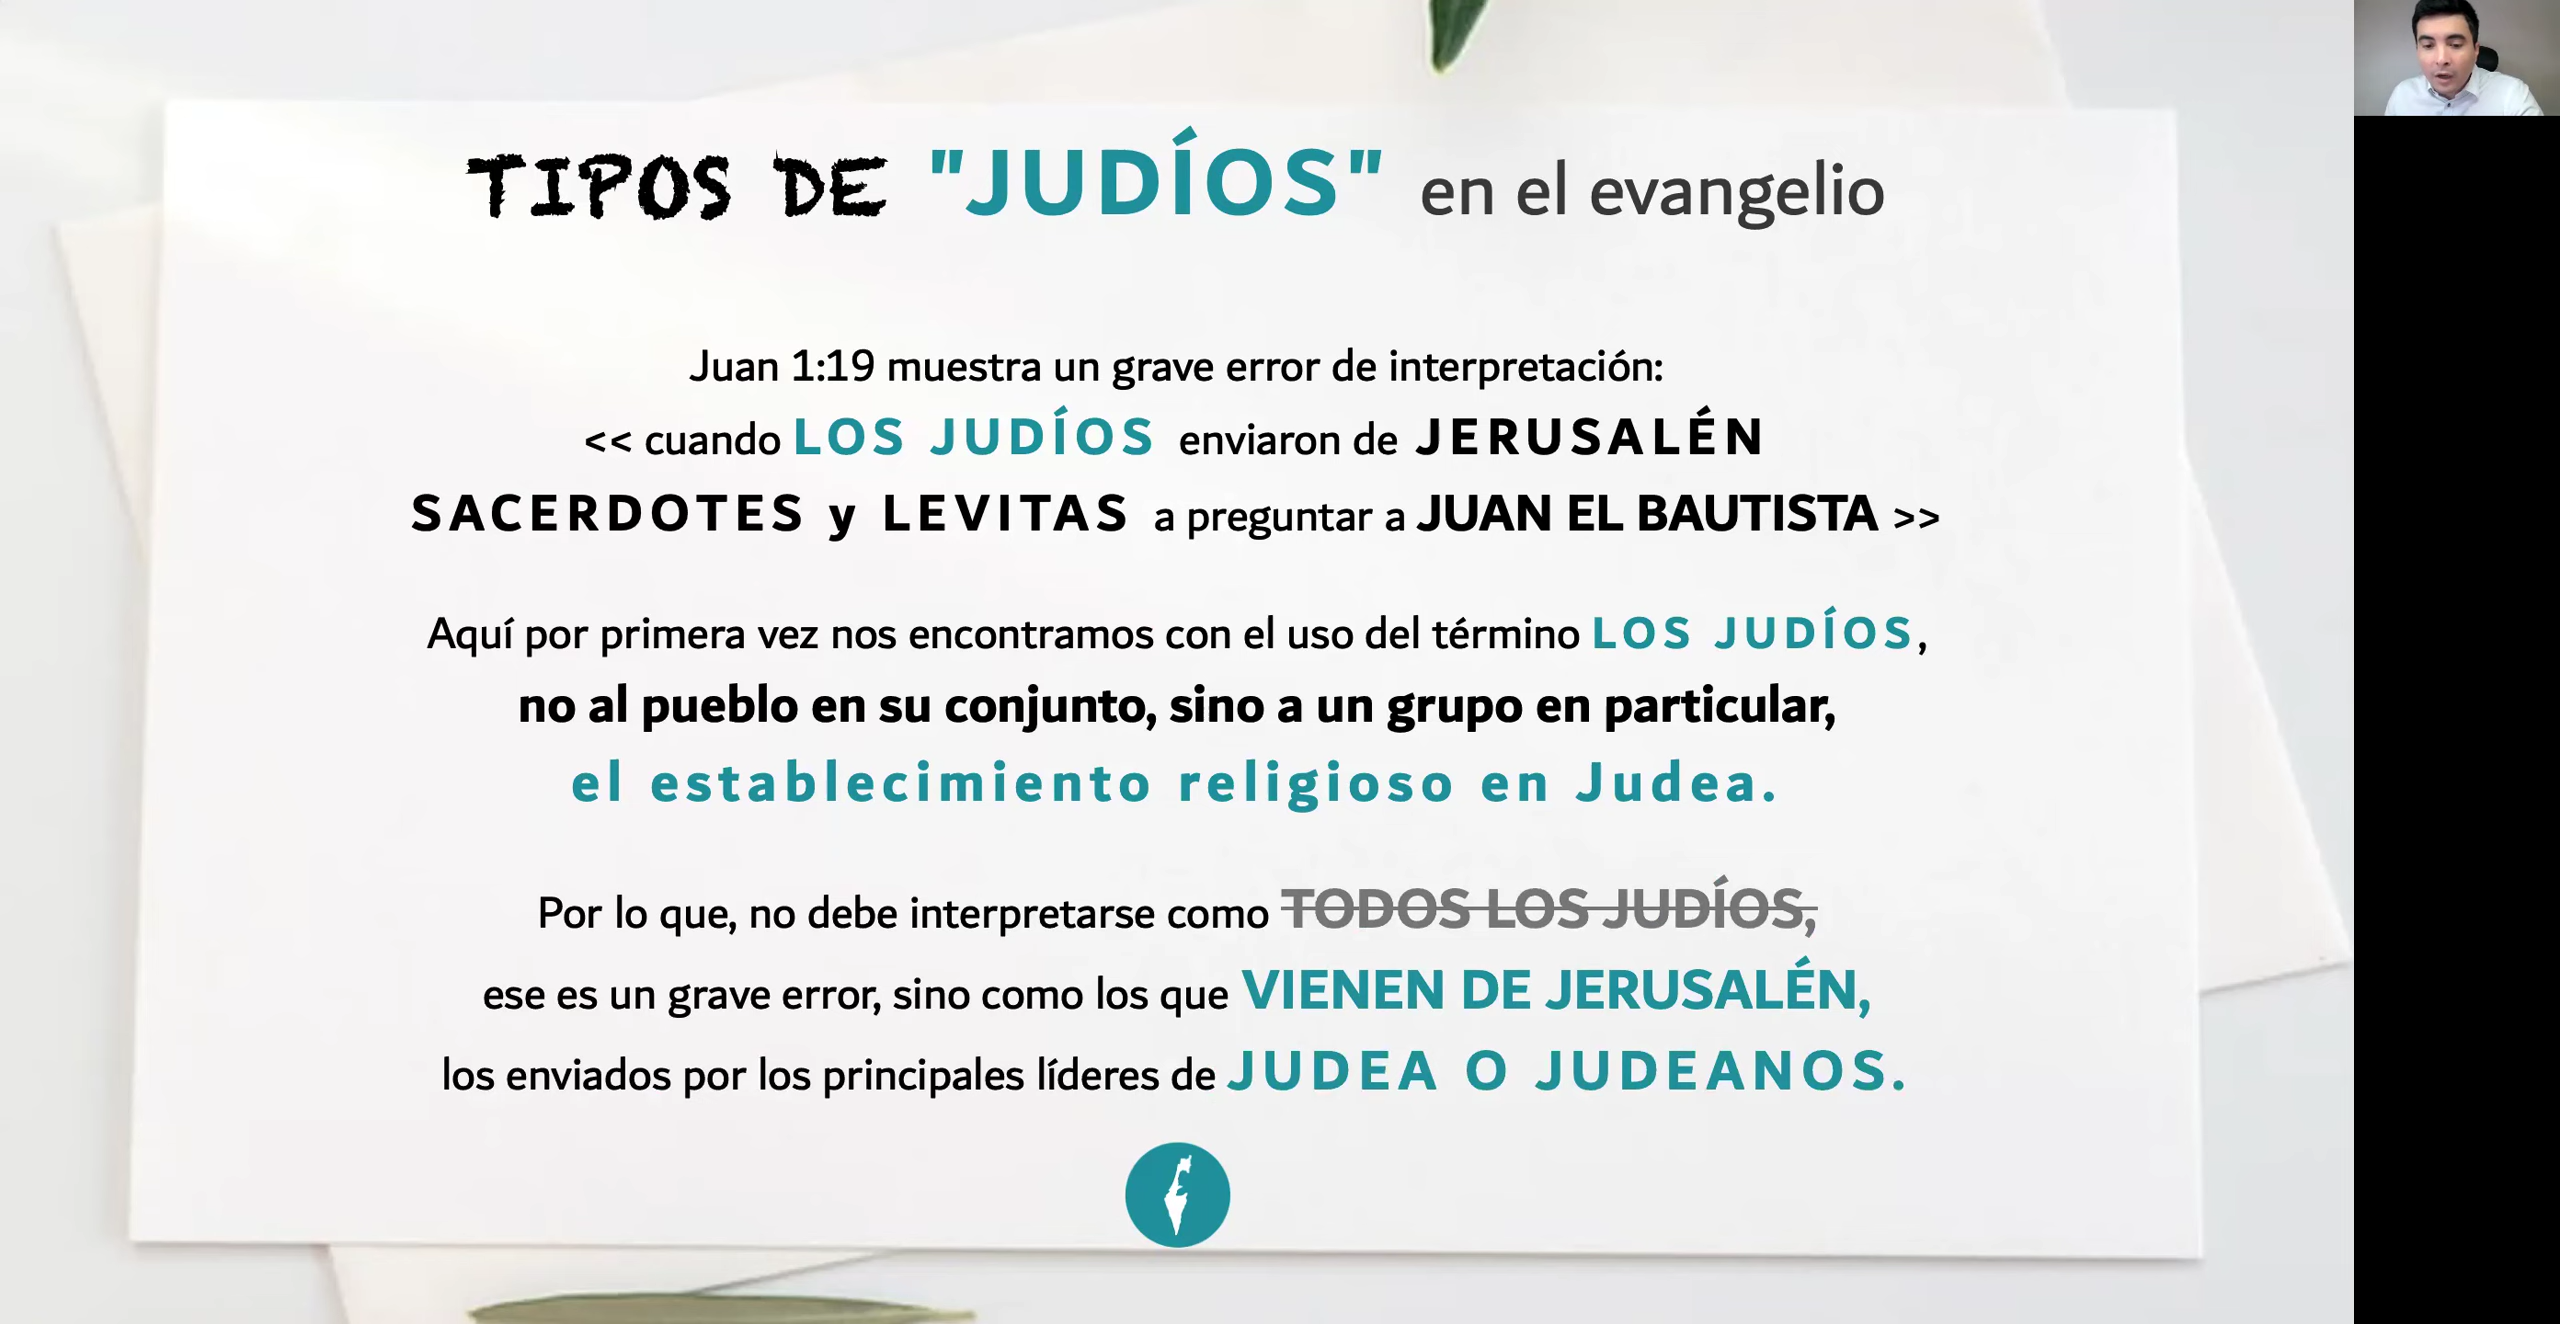 TIPOS DE "JUDÍOS" en el evangelio
Juan 1:19 muestra un grave error de interpretación:
<< cuando LOS JUDÍOS enviaron de JERUSALÉN
SACERDOTES y LEVITAS a preguntar a JUAN EL BAUTISTA >>
Aquí por primera vez nos encontramos con el uso del término LOS JUDÍOS,
no al pueblo en su conjunto, sino a un grupo en particular,
el establecimiento religioso en Judea.
Por lo que, no debe interpretarse como TODOS LOS JUDÍOS,
ese es un grave error, sino como los que VIENEN DE JERUSALÉN,
los enviados por los principales líderes de JUDEA O JUDEANOS.